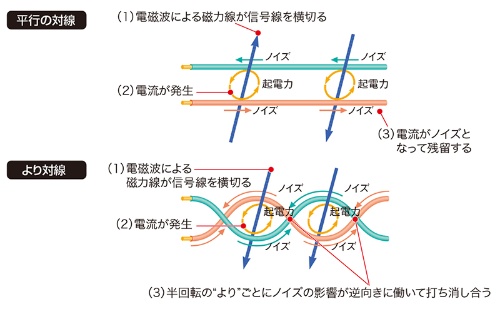 平行の対線
(1)電磁波による磁力線が信号線を横切る
ノイズ
ノイズ
(2)電流が発生
起電力
起電力
ノイズ
ノイズ
(3)電流がノイズと
なって残留する
より対線
(1)電磁波による
磁力線が信号線を横切る
ノイズ
ノイズ
(2)電流が発生
起電力
起電力
ノイズ
ノイズ
(3)半回転の“より”ごとにノイズの影響が逆向きに働いて打ち消し合う